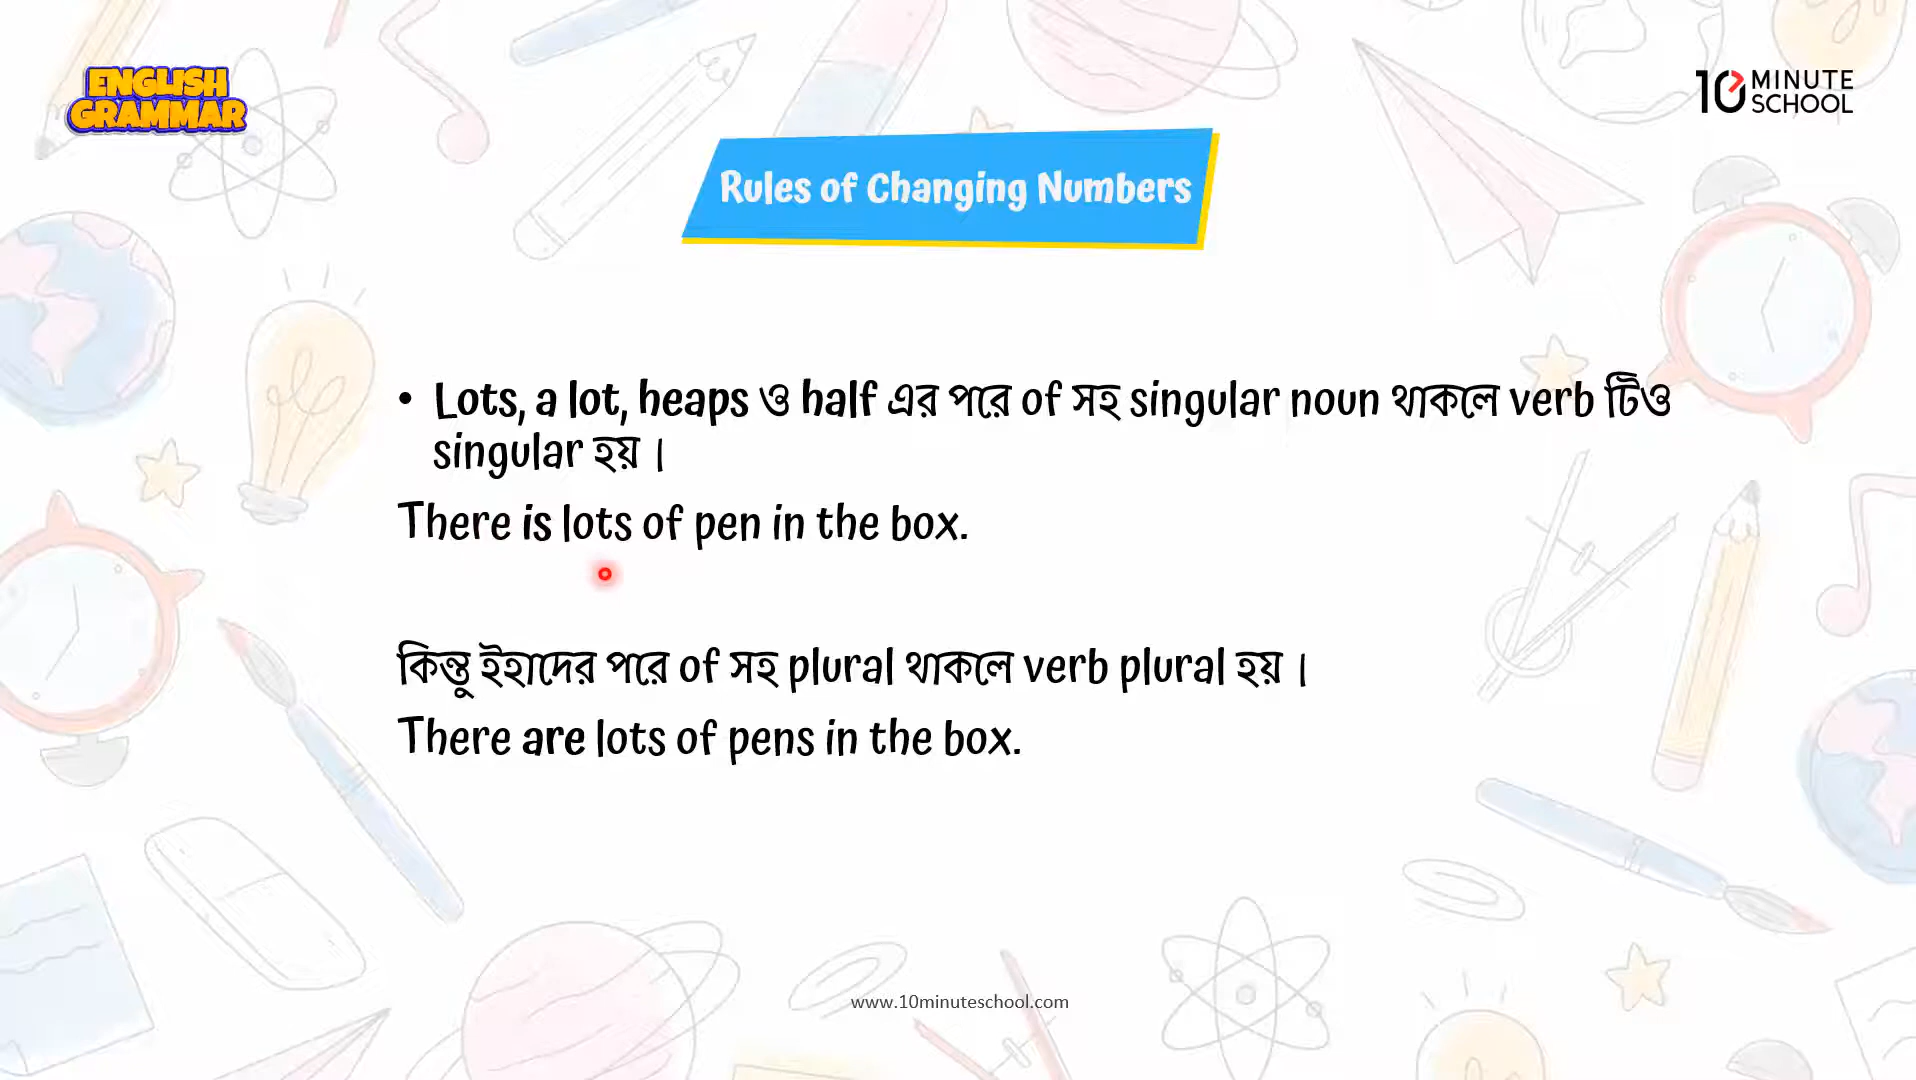 ENGLISH
GRAMMAR
10 MINUTE
SCHOOL
Rules of Changing Numbers
• Lots, a lot, heaps ও half এর পরে of সহ singular noun থাকলে verb টিও
singular হয় ।
There is lots of pen in the box.
কিন্তু ইহাদের পরে of সহ plural থাকলে verb plural হয় ।
There are lots of pens in the box.
www.10minuteschool.com